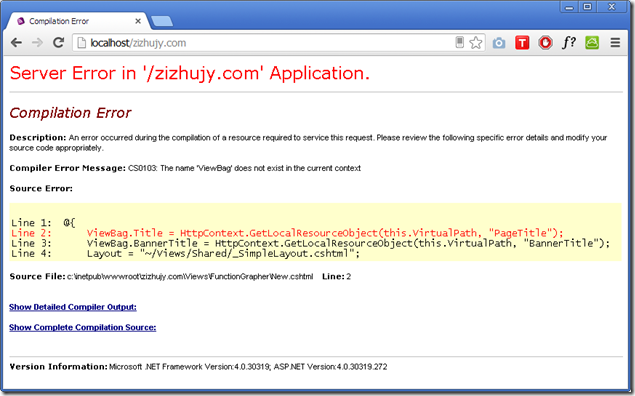 Compilation Error
localhost/zizhujy.com
T
f?
Server Error in '/zizhujy.com' Application.
Compilation Error
Description: An error occurred during the compilation of a resource required to service this request. Please review the following specific error details and modify your
source code appropriately.
Compiler Error Message: CS0103: The name 'ViewBag' does not exist in the current context
Source Error:
Line 1:  @{
Line 2:      ViewBag.Title = HttpContext.GetLocalResourceObject(this.VirtualPath, "PageTitle");
Line 3:      ViewBag.BannerTitle = HttpContext.GetLocalResourceObject(this.VirtualPath, "BannerTitle");
Line 4:      Layout = "~/Views/Shared/_SimpleLayout.cshtml";
Source File: c:\inetpub\wwwroot\zizhujy.com\Views\FunctionGrapher\New.cshtml    Line: 2
Show Detailed Compiler Output:
Show Complete Compilation Source:
Version Information: Microsoft .NET Framework Version:4.0.30319; ASP.NET Version:4.0.30319.272